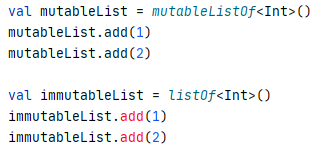 val mutableList = mutableListOf<Int>()
mutableList.add(1)
mutableList.add(2)
val immutableList = listOf<Int>()
immutableList.add(1)
immutableList.add(2)